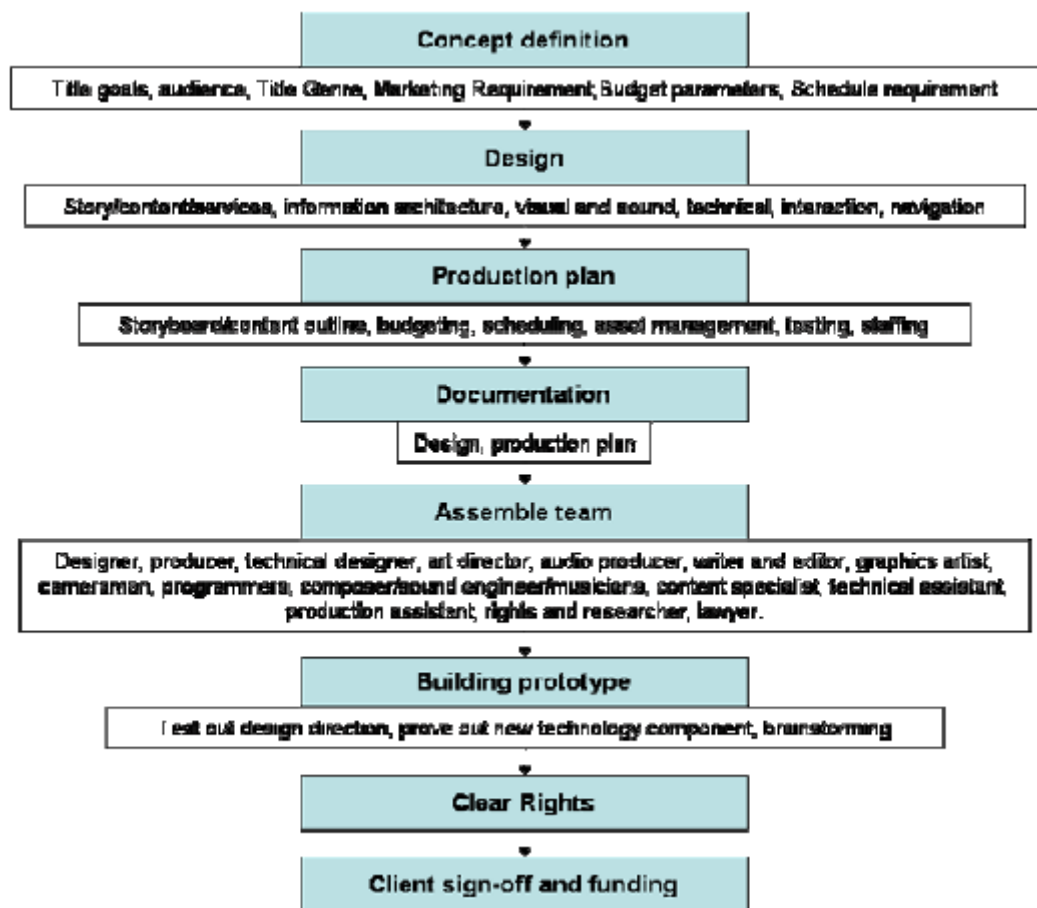 Concept definition
Title goals, audience, Title Genre, Marketing Requirement, Budget parameters, Schedule requirement
Design
Story/content/services, information architecture, visual and sound, technical, interaction, navigation
Production plan
Storyboard/content outline, budgeting, scheduling, asset management, testing, staffing
Documentation
Design, production plan
Assemble team
Designer, producer, technical designer, art director, audio producer, writer and editor, graphics artist,
cameraman, programmers, composer/sound engineer/musicians, content specialist, technical assistant,
production assistant, rights and researcher, lawyer.
Building prototype
Test out design direction, prove out new technology component, brainstorming
Clear Rights
Client sign-off and funding